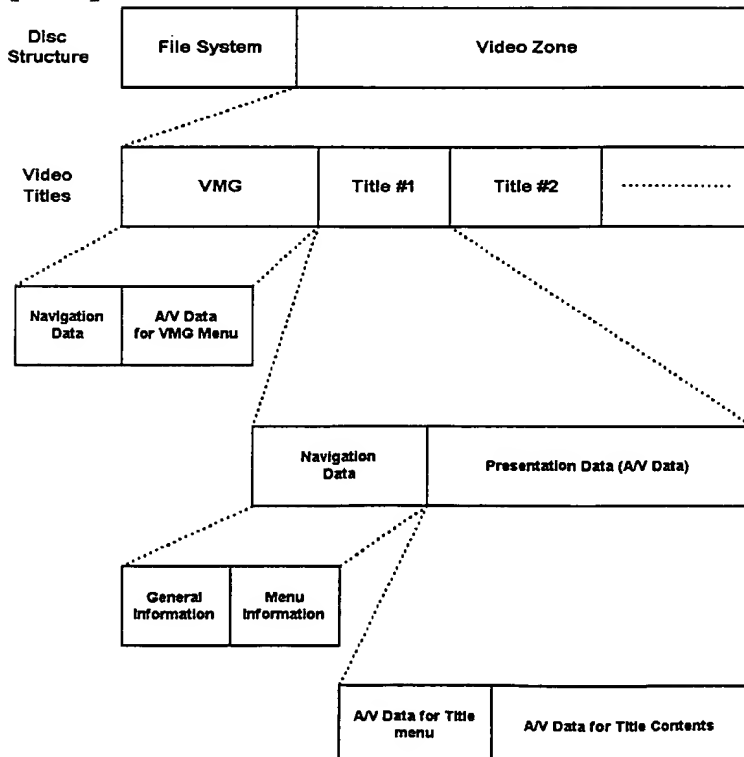 Disc
Structure
File System
Video Zone
Video
Titles
VMG
Title #1
Title #2
Navigation
Data
A/V Data
for VMG Menu
Navigation
Data
Presentation Data (A/V Data)
General
Information
Menu
Information
A/V Data for Title
menu
A/V Data for Title Contents